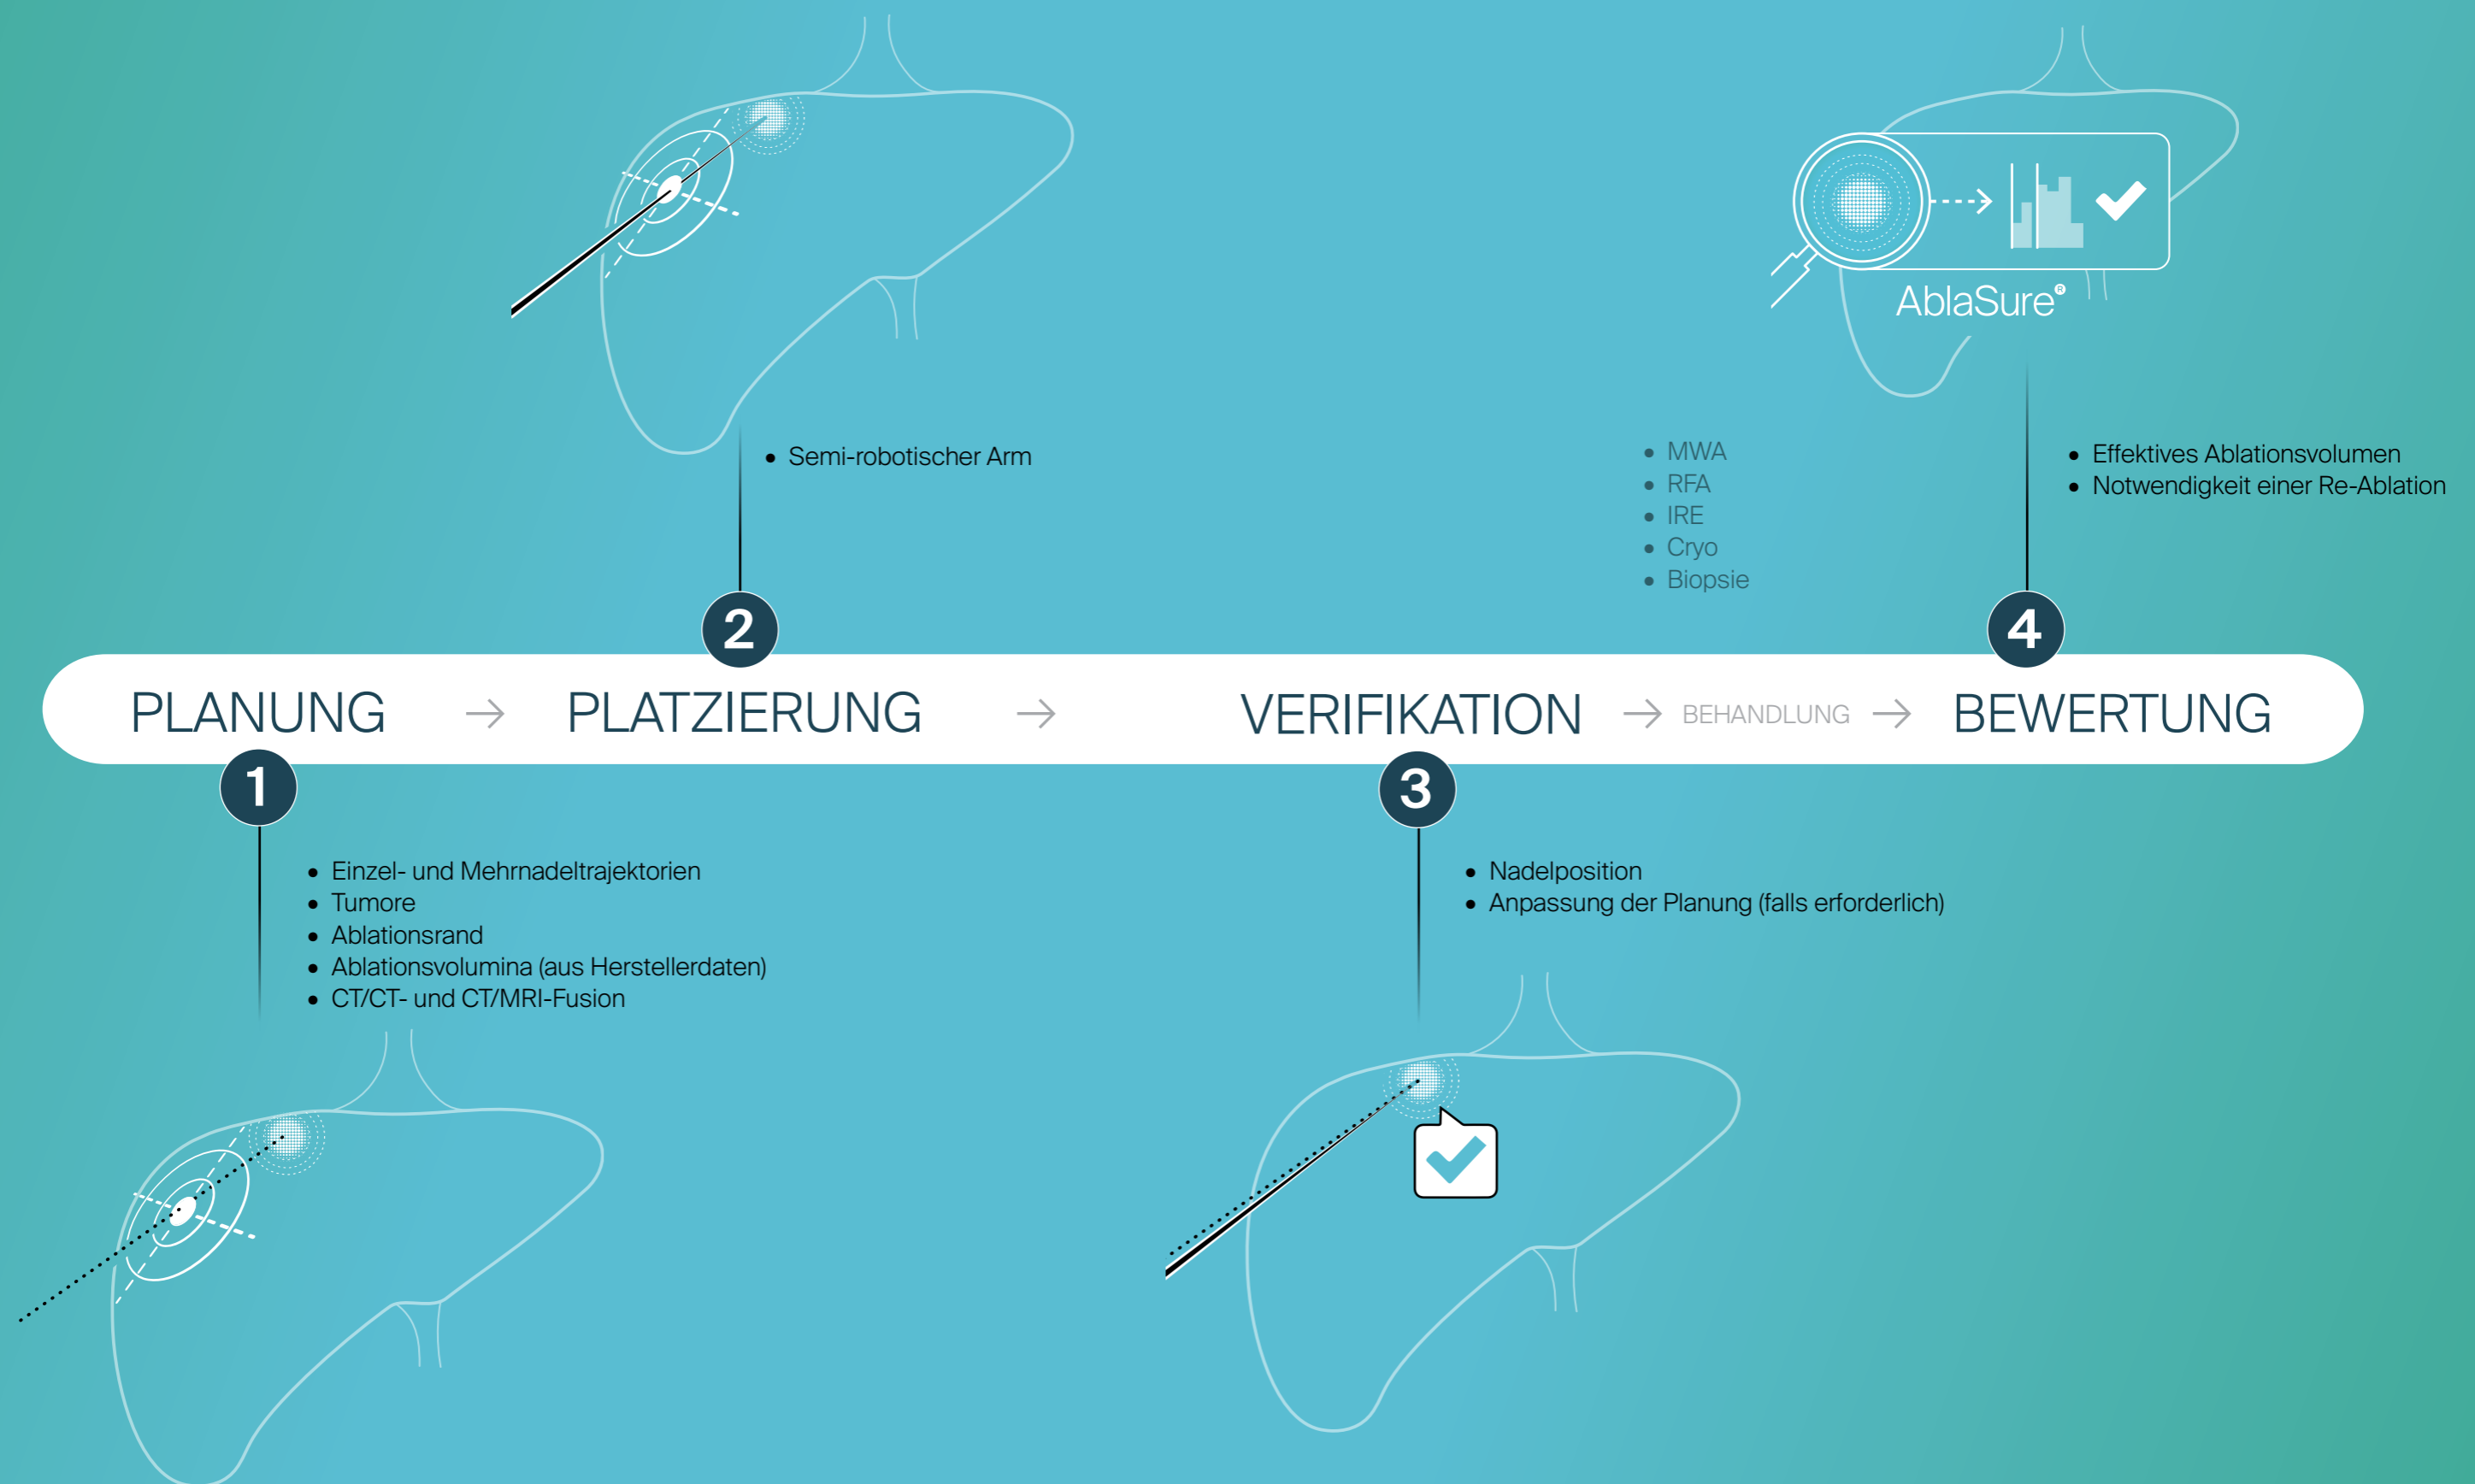 AblaSure®
• Semi-robotischer Arm
• MWA
• RFA
• IRE
• Cryo
• Biopsie
• Effektives Ablationsvolumen
• Notwendigkeit einer Re-Ablation
2
4
PLANUNG → PLATZIERUNG → VERIFIKATION → BEHANDLUNG → BEWERTUNG
1
3
• Einzel- und Mehrnadeltrajektorien
• Tumore
• Ablationsrand
• Ablationsvolumina (aus Herstellerdaten)
• CT/CT- und CT/MRI-Fusion
• Nadelposition
• Anpassung der Planung (falls erforderlich)